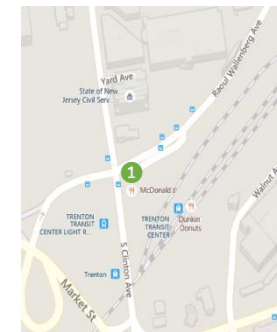 Raoul Wallenberg Ave
Yard Ave
State of New
Jersey Civil Serv
1
McDonald's
Walnut A
TRENTON
TRANSIT
CENTER LIGHT R...
TRENTON
TRANSIT
CENTER
Dunkin
Donuts
S Clinton Ave
Trenton
Market St